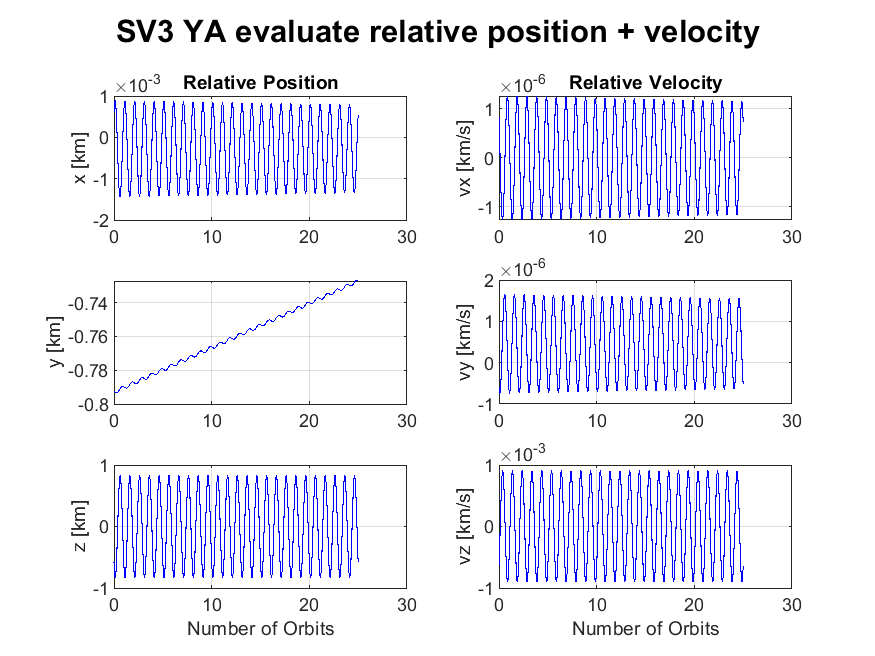 SV3 YA evaluate relative position + velocity
×10-3
Relative Position
1
0
-1
-2
x [km]
0 10 20 30
×10-6
Relative Velocity
1
0
-1
vx [km/s]
0 10 20 30
-0.74
-0.76
-0.78
-0.8
y [km]
0 10 20 30
2 ×10-6
1
0
-1
vy [km/s]
0 10 20 30
1
0
-1
z [km]
0 10 20 30
Number of Orbits
1 ×10-3
0
-1
vz [km/s]
0 10 20 30
Number of Orbits